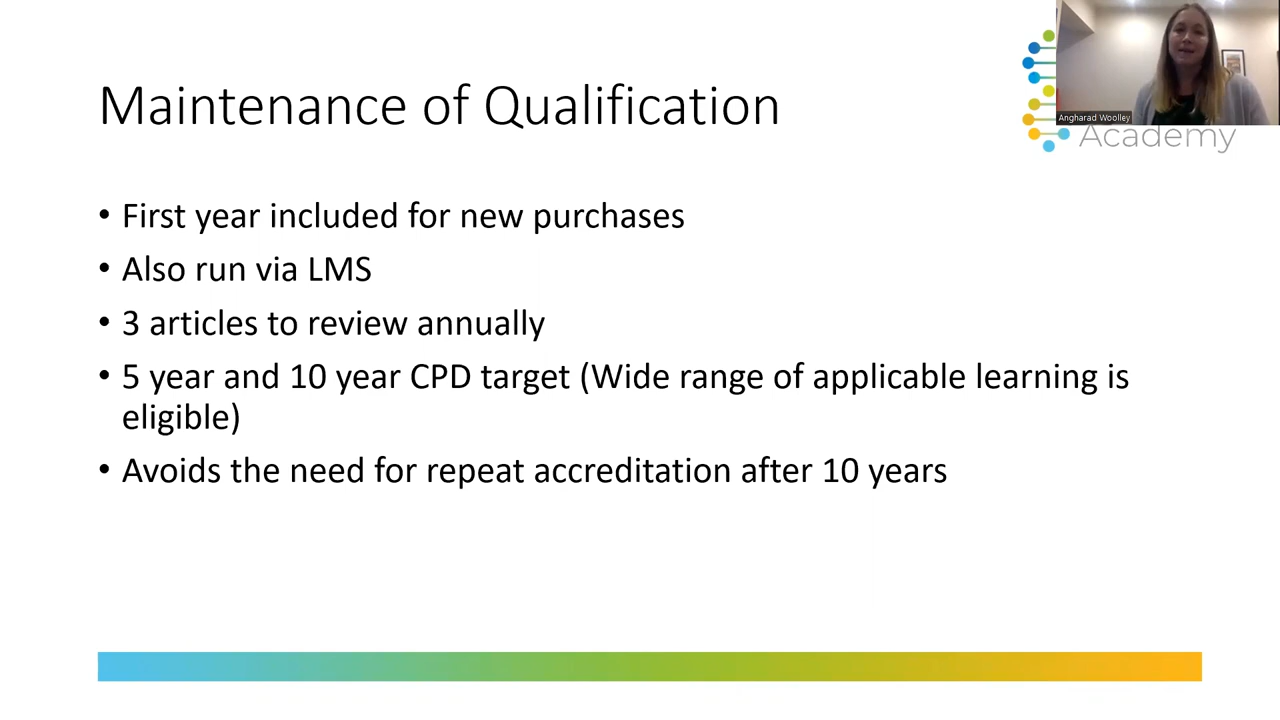 Maintenance of Qualification
Angharad Woolley
Academy
• First year included for new purchases
• Also run via LMS
• 3 articles to review annually
• 5 year and 10 year CPD target (Wide range of applicable learning is
eligible)
• Avoids the need for repeat accreditation after 10 years